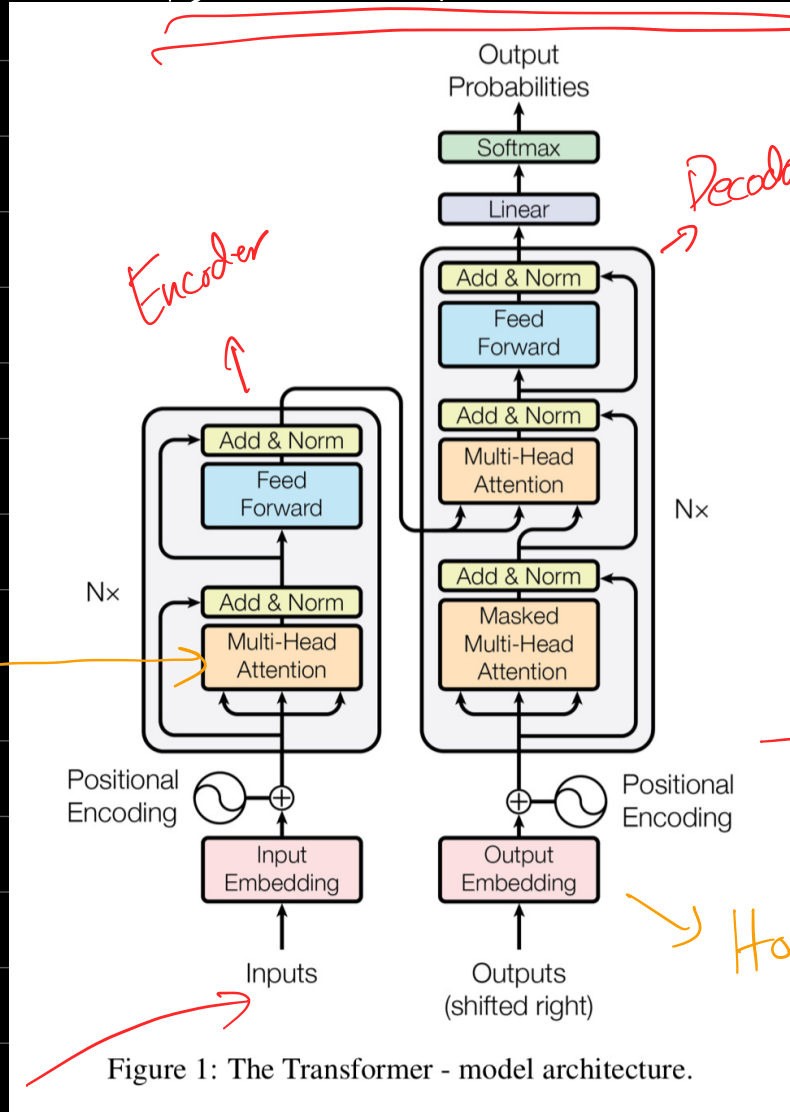 Output
Probabilities
Softmax
Linear
Decod
Add & Norm
Feed
Forward
Add & Norm
Multi-Head
Attention
Add & Norm
Masked
Multi-Head
Attention
Nx
Encoder
Add & Norm
Feed
Forward
Add & Norm
Multi-Head
Attention
Nx
Positional
Encoding
Positional
Encoding
Input
Embedding
Output
Embedding
Inputs
Outputs
(shifted right)
Ho
Figure 1: The Transformer - model architecture.